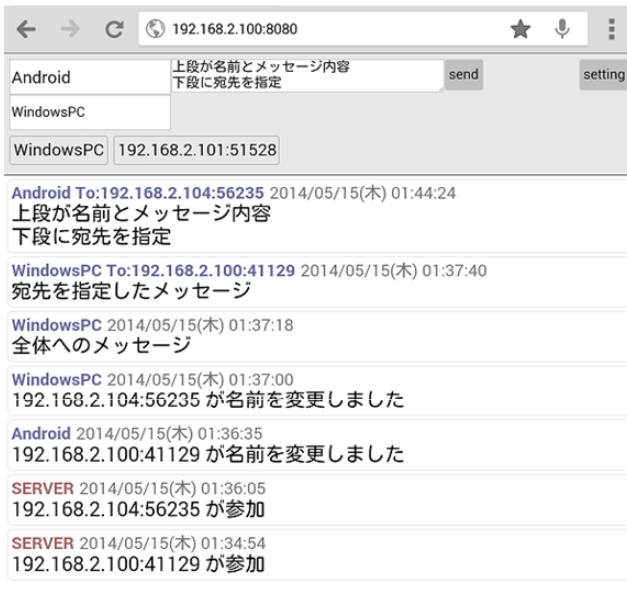 192.168.2.100:8080
Android
上段が名前とメッセージ内容
下段に宛先を指定
send
setting
WindowsPC
WindowsPC
192.168.2.101:51528
Android To:192.168.2.104:56235 2014/05/15(木) 01:44:24
上段が名前とメッセージ内容
下段に宛先を指定
WindowsPC To:192.168.2.100:41129 2014/05/15(木) 01:37:40
宛先を指定したメッセージ
WindowsPC 2014/05/15(木) 01:37:18
全体へのメッセージ
WindowsPC 2014/05/15(木) 01:37:00
192.168.2.104:56235 が名前を変更しました
Android 2014/05/15(木) 01:36:35
192.168.2.100:41129 が名前を変更しました
SERVER 2014/05/15(木) 01:36:05
192.168.2.104:56235 が参加
SERVER 2014/05/15(木) 01:34:54
192.168.2.100:41129 が参加